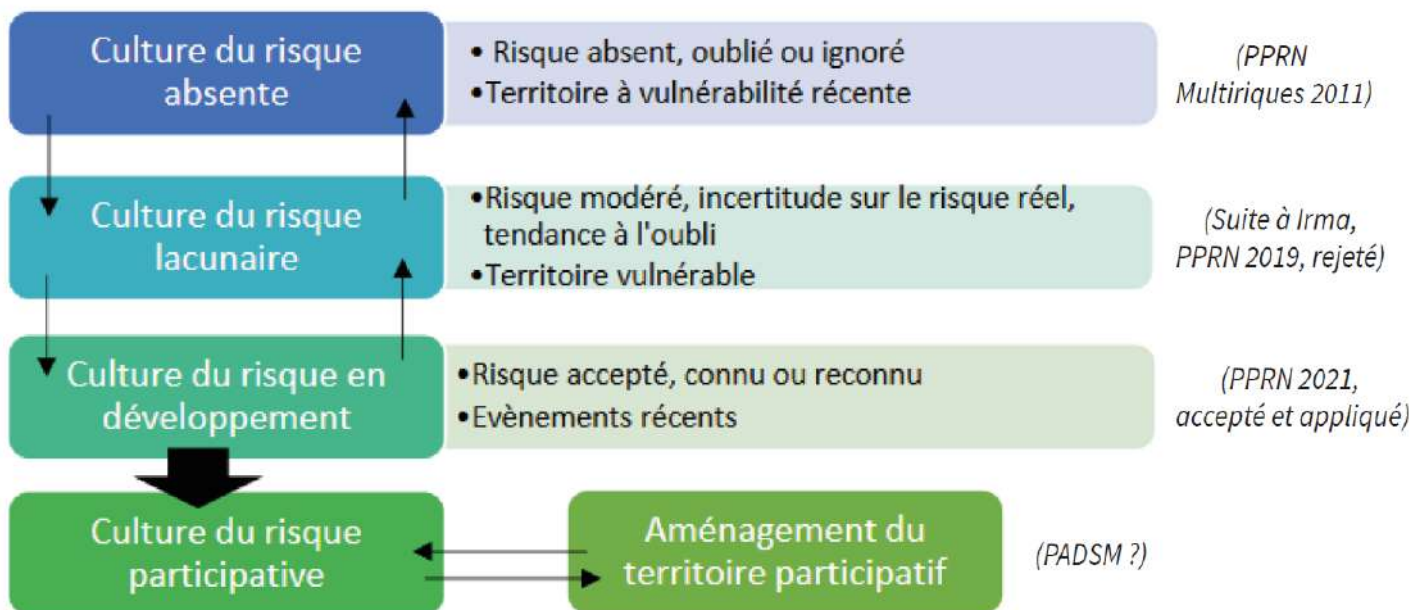 Culture du risque
absente
• Risque absent, oublié ou ignoré
•Territoire à vulnérabilité récente
(PPRN
Multiriques 2011)
Culture du risque
lacunaire
•Risque modéré, incertitude sur le risque réel,
tendance à l'oubli
•Territoire vulnérable
(Suite à Irma,
PPRN 2019, rejeté)
Culture du risque en
développement
•Risque accepté, connu ou reconnu
•Evènements récents
(PPRN 2021,
accepté et appliqué)
Culture du risque
participative
Aménagement du
territoire participatif
(PADSM ?)